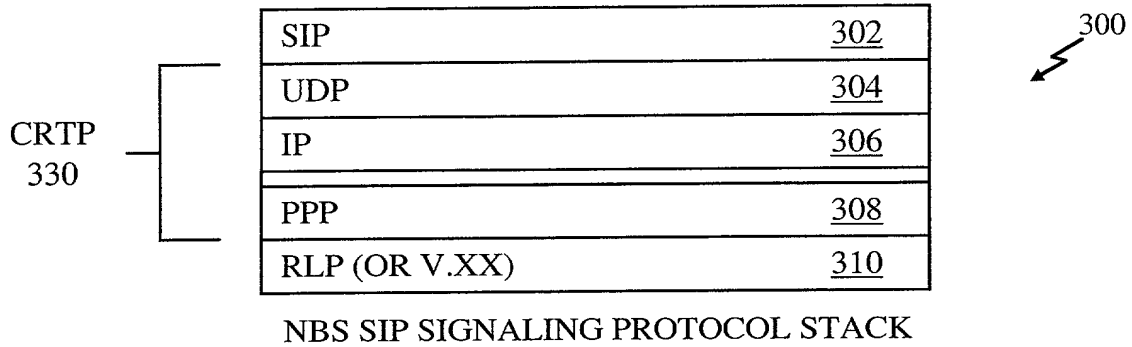 SIP 302
300
UDP 304
CRTP
330
IP 306
PPP 308
RLP (OR V.XX) 310
NBS SIP SIGNALING PROTOCOL STACK